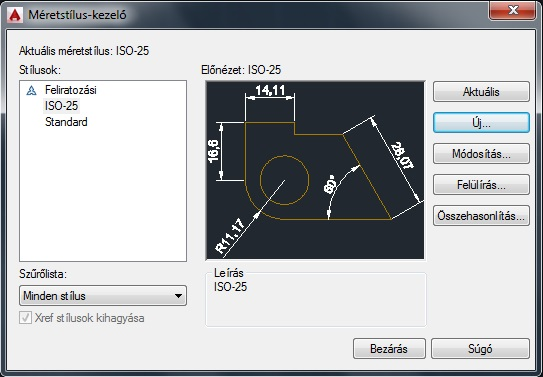 Méretstílus-kezelő
Aktuális méretstílus: ISO-25
Stílusok:
Feliratozási
ISO-25
Standard
Előnézet: ISO-25
14,11
16,6
28,07
60°
R11,17
Aktuális
Új...
Módosítás...
Felülírás...
Összehasonlítás...
Szűrőlista:
Minden stílus
Xref stílusok kihagyása
Leírás
ISO-25
Bezárás
Súgó